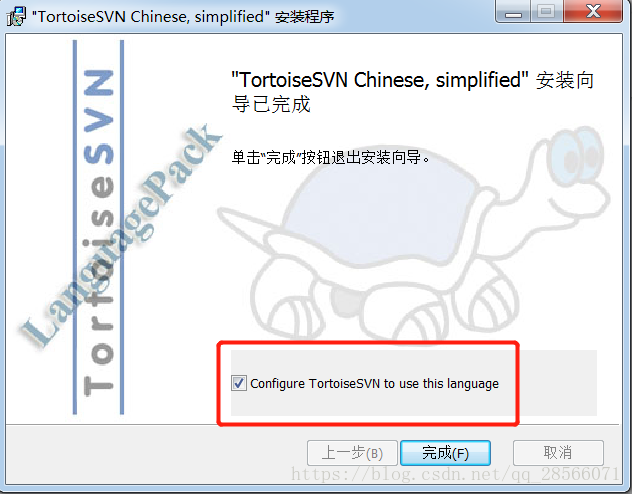 "TortoiseSVN Chinese, simplified" 安装程序
"TortoiseSVN Chinese, simplified" 安装向
导已完成
单击“完成”按钮退出安装向导。
TortoiseSVN
LanguagePack
Configure TortoiseSVN to use this language
上一步(B)
完成(F)
取消
https://blog.csdn.net/qq_28566071